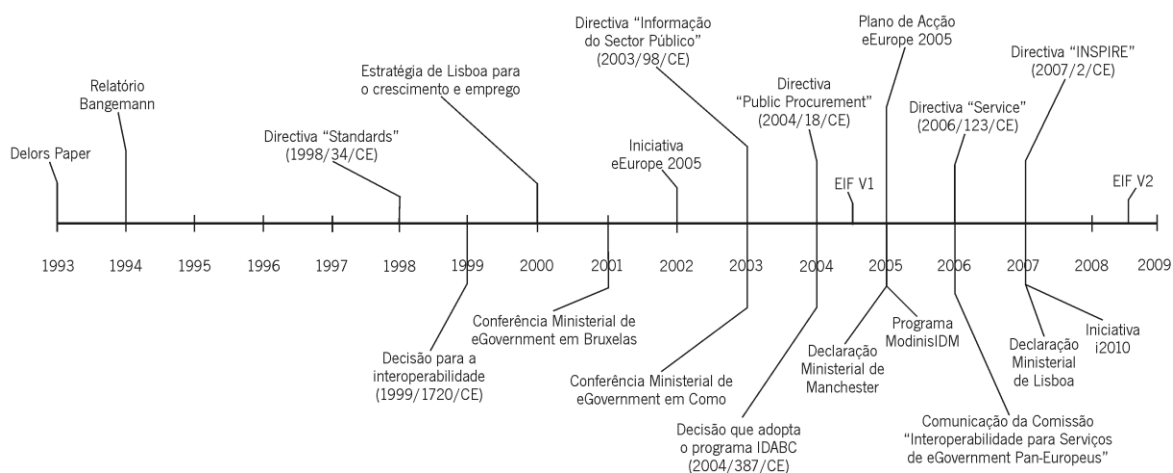 Delors Paper
Relatório
Bangemann
Directiva “Standards”
(1998/34/CE)
Estratégia de Lisboa para
o crescimento e emprego
Iniciativa
eEurope 2005
Directiva “Informação
do Sector Público”
(2003/98/CE)
Directiva
“Public Procurement”
(2004/18/CE)
EIF V1
Plano de Acção
eEurope 2005
Directiva “Service”
(2006/123/CE)
Directiva “INSPIRE”
(2007/2/CE)
EIF V2
1993 1994 1995 1996 1997 1998 1999 2000 2001 2002 2003 2004 2005 2006 2007 2008 2009
Decisão para a
interoperabilidade
(1999/1720/CE)
Conferência Ministerial de
eGovernment em Bruxelas
Conferência Ministerial de
eGovernment em Como
Decisão que adopta
o programa IDABC
(2004/387/CE)
Declaração
Ministerial de
Manchester
Programa
ModinisIDM
Comunicação da Comissão
“Interoperabilidade para Serviços
de eGovernment Pan-Europeus”
Declaração
Ministerial
de Lisboa
Iniciativa
i2010